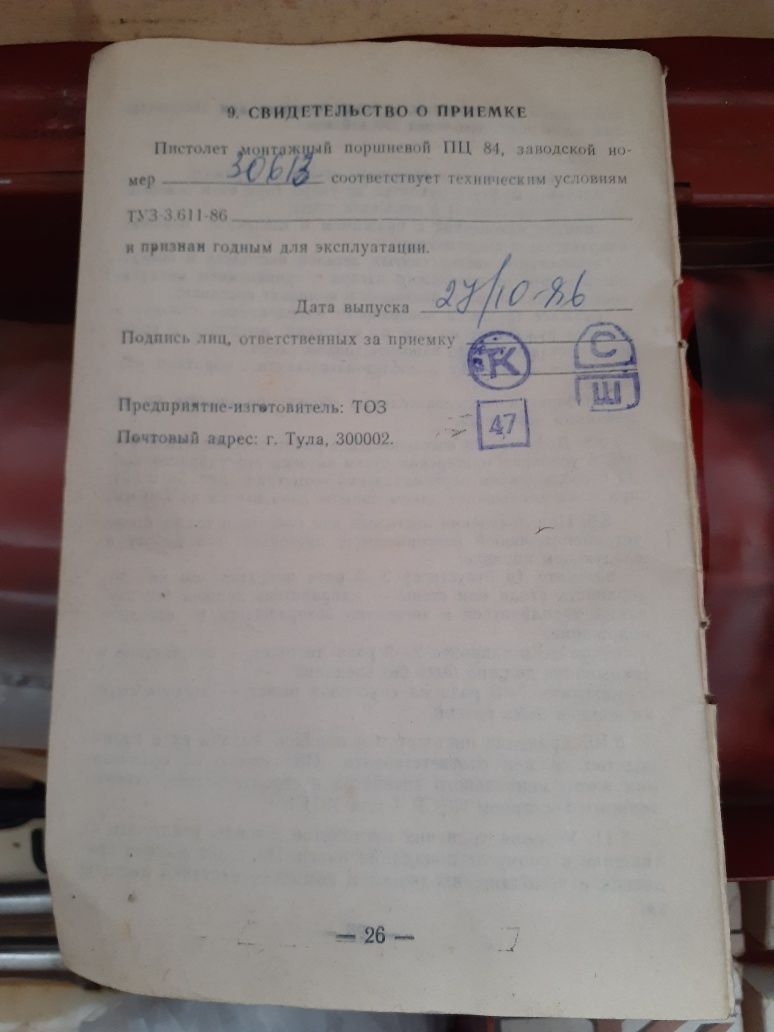 9. СВИДЕТЕЛЬСТВО О ПРИЕМКЕ
Пистолет монтажный поршневой ПЦ 84, заводской но-
мер 30613 соответствует техническим условиям
ТУ3-3.611-86
и признан годным для эксплуатации.
Дата выпуска 27/10-86
Подпись лиц, ответственных за приемку
С
Ш
Предприятие-изготовитель: ТОЗ
47
Почтовый адрес: г. Тула, 300002.
— 26 —